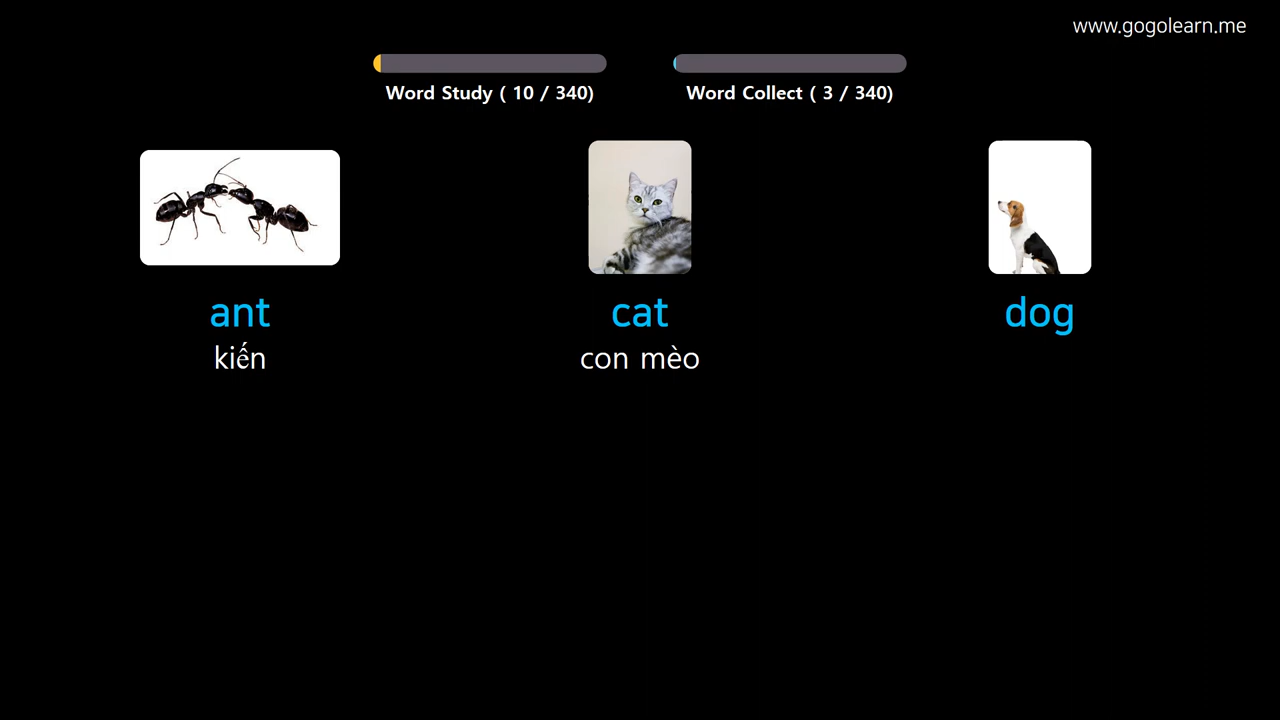 www.gogolearn.me
Word Study ( 10 / 340)
Word Collect ( 3 / 340)
ant
cat
dog
kiến
con mèo